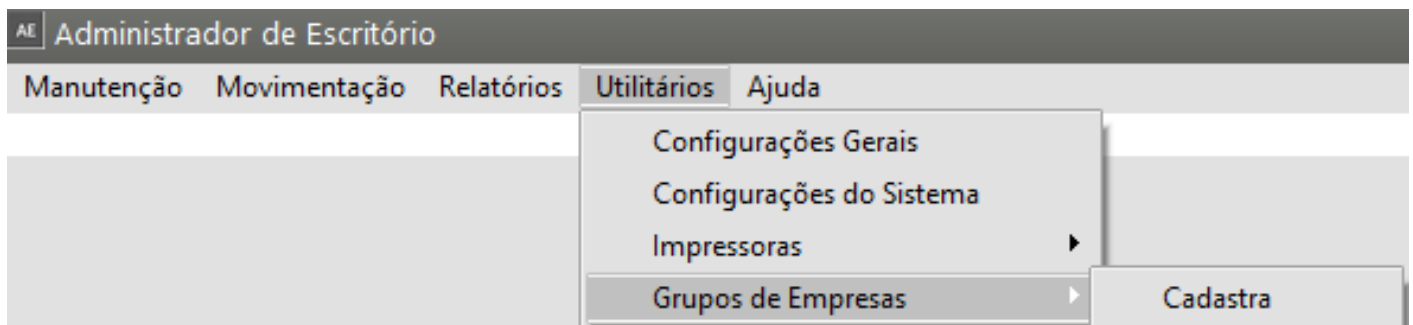 AE Administrador de Escritório
Manutenção Movimentação Relatórios Utilitários Ajuda
Configurações Gerais
Configurações do Sistema
Impressoras
Grupos de Empresas Cadastra